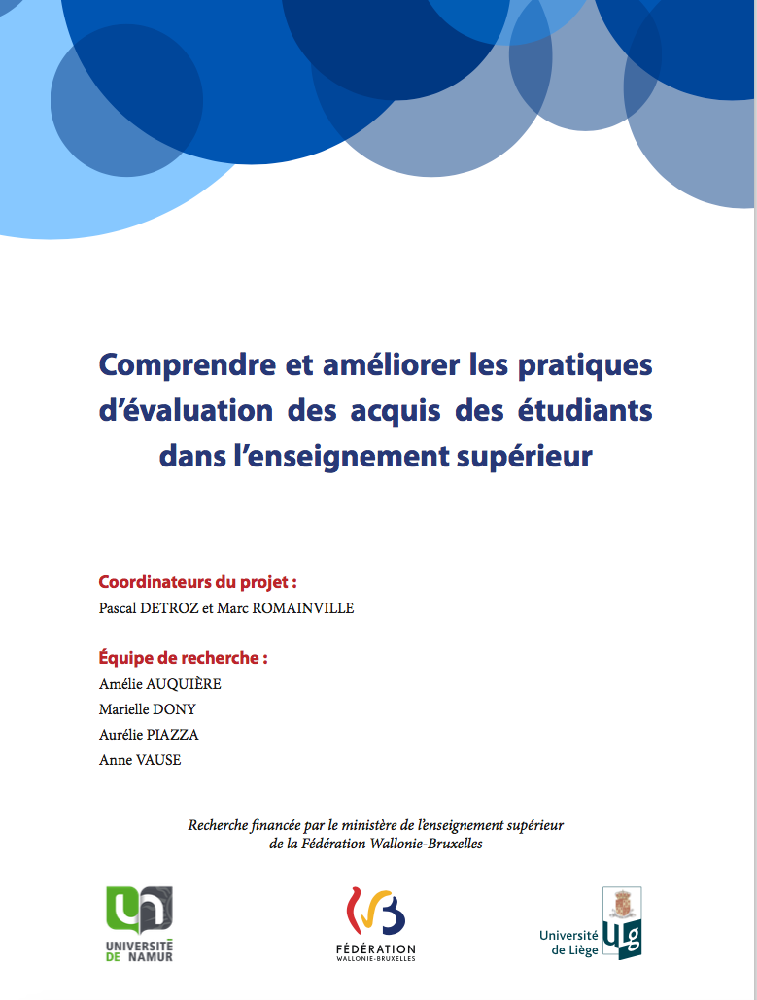 Comprendre et améliorer les pratiques
d’évaluation des acquis des étudiants
dans l’enseignement supérieur
Coordinateurs du projet :
Pascal DETROZ et Marc ROMAINVILLE
Équipe de recherche :
Amélie AUQUIÈRE
Marielle DONY
Aurélie PIAZZA
Anne VAUSE
Recherche financée par le ministère de l’enseignement supérieur
de la Fédération Wallonie-Bruxelles
un
UNIVERSITÉ
DE NAMUR
FÉDÉRATION
WALLONIE-BRUXELLES
Université
de Liège
ulg